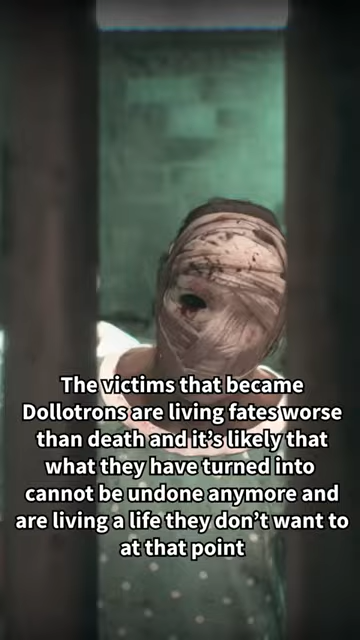 The victims that became
Dollotrons are living fates worse
than death and it's likely that
what they have turned into
cannot be undone anymore and
are living a life they don't want to
at that point